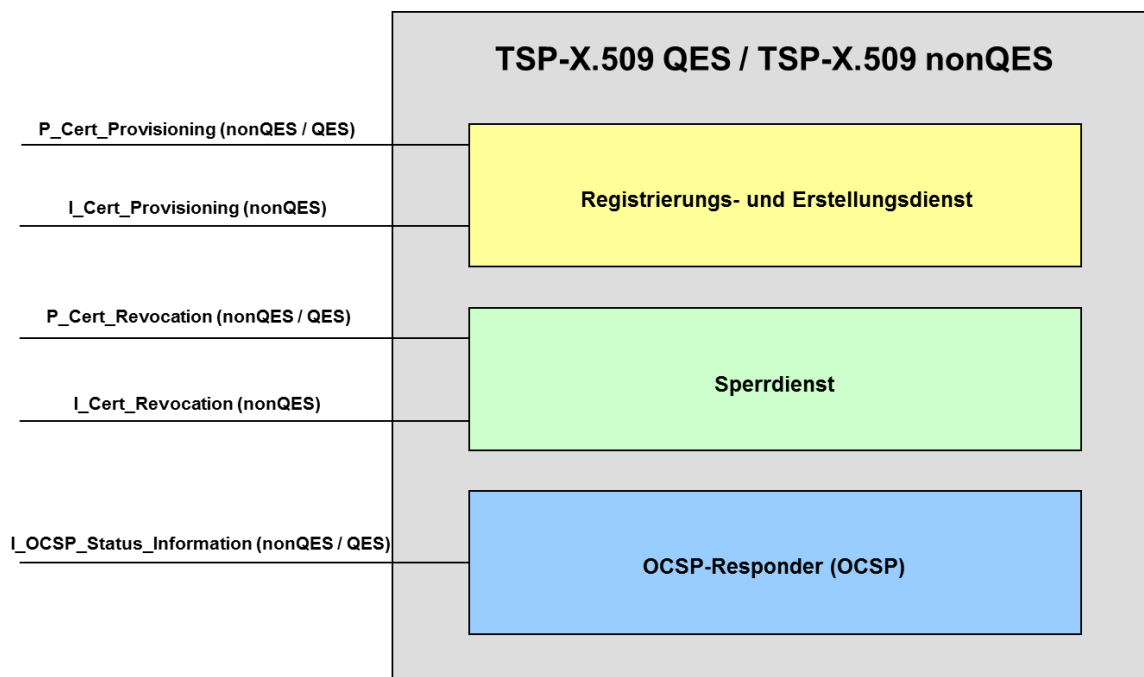 TSP-X.509 QES / TSP-X.509 nonQES
P_Cert_Provisioning (nonQES / QES)
I_Cert_Provisioning (nonQES)
Registrierungs- und Erstellungsdienst
P_Cert_Revocation (nonQES / QES)
I_Cert_Revocation (nonQES)
Sperrdienst
I_OCSP_Status_Information (nonQES / QES)
OCSP-Responder (OCSP)